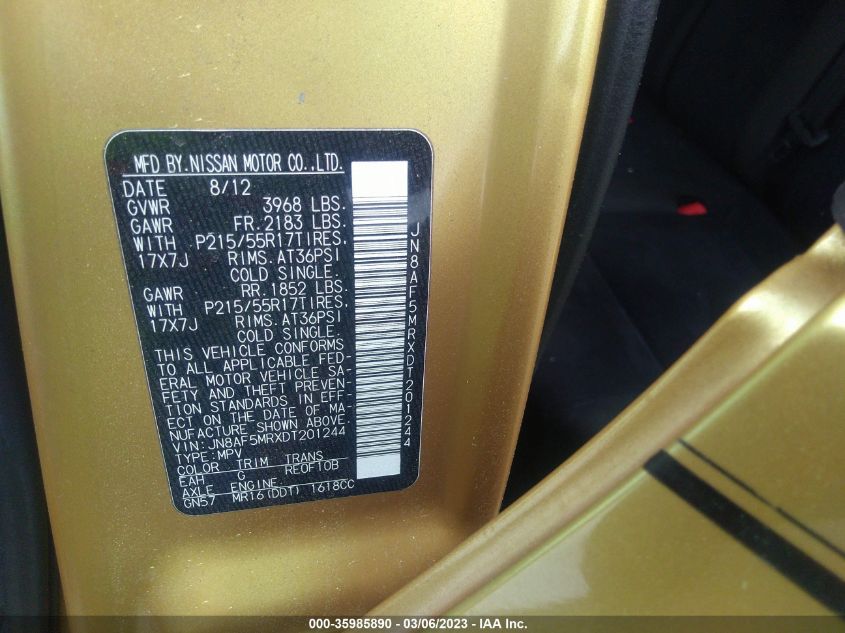 MFD BY.NISSAN MOTOR CO.,LTD.
DATE 8/12
GVWR 3968 LBS.
GAWR FR.2183 LBS.
WITH P215/55R17TIRES.
17X7J RIMS.AT36PSI
COLD SINGLE.
GAWR RR.1852 LBS.
WITH P215/55R17TIRES.
17X7J RIMS.AT36PSI
COLD SINGLE.
THIS VEHICLE CONFORMS
TO ALL APPLICABLE FED-
ERAL MOTOR VEHICLE SA-
FETY AND THEFT PREVEN-
TION STANDARDS IN EFF-
ECT ON THE DATE OF MA-
NUFACTURE SHOWN ABOVE.
VIN:JN8AF5MRXDT201244
TYPE:MPV
COLOR TRIM TRANS
EAH G RE0F10B
AXLE ENGINE
GN57 MR16(DDT) 1618CC
JN8AF5MRXDT201244
000-35985890 - 03/06/2023 - IAA Inc.